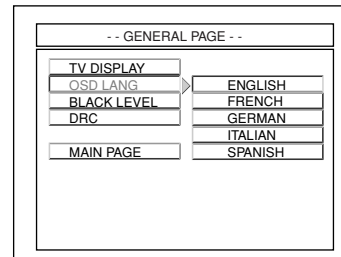 - - GENERAL PAGE - -
TV DISPLAY
OSD LANG
BLACK LEVEL
DRC
MAIN PAGE
ENGLISH
FRENCH
GERMAN
ITALIAN
SPANISH